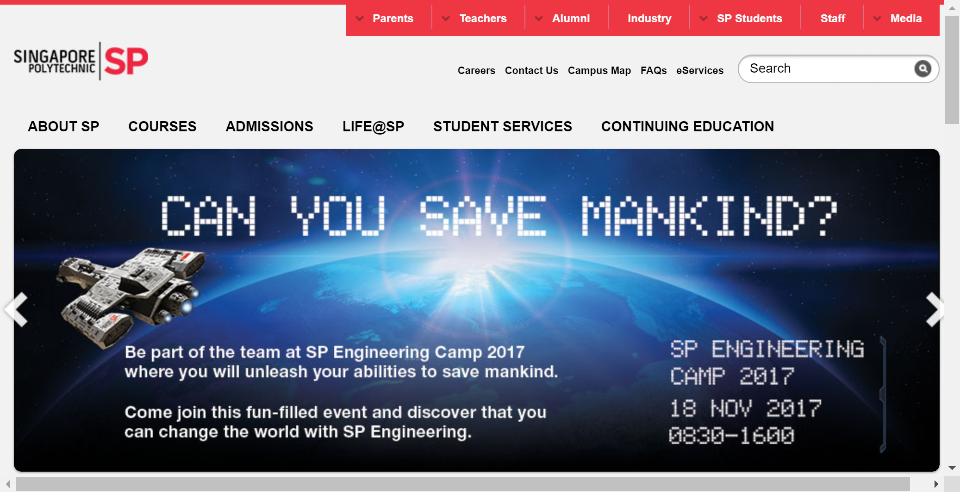 Parents
Teachers
Alumni
Industry
SP Students
Staff
Media
SINGAPORE
POLYTECHNIC
SP
Careers
Contact Us
Campus Map
FAQs
eServices
Search
ABOUT SP
COURSES
ADMISSIONS
LIFE@SP
STUDENT SERVICES
CONTINUING EDUCATION
CAN YOU SAVE MANKIND?
Be part of the team at SP Engineering Camp 2017
where you will unleash your abilities to save mankind.
Come join this fun-filled event and discover that you
can change the world with SP Engineering.
SP ENGINEERING
CAMP 2017
18 NOV 2017
0830-1600